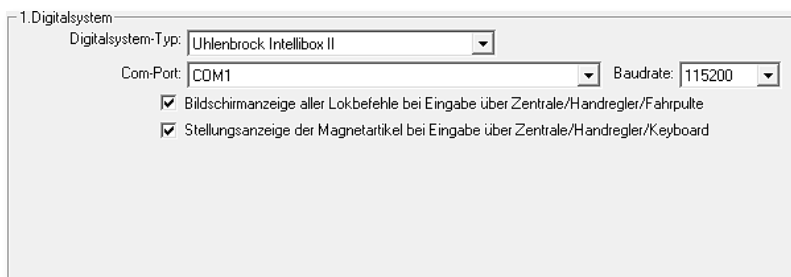 1.Digitalsystem
Digitalsystem-Typ: Uhlenbrock Intellibox II
Com-Port: COM1 Baudrate: 115200
Bildschirmanzeige aller Lokbefehle bei Eingabe über Zentrale/Handregler/Fahrpulte
Stellungsanzeige der Magnetartikel bei Eingabe über Zentrale/Handregler/Keyboard